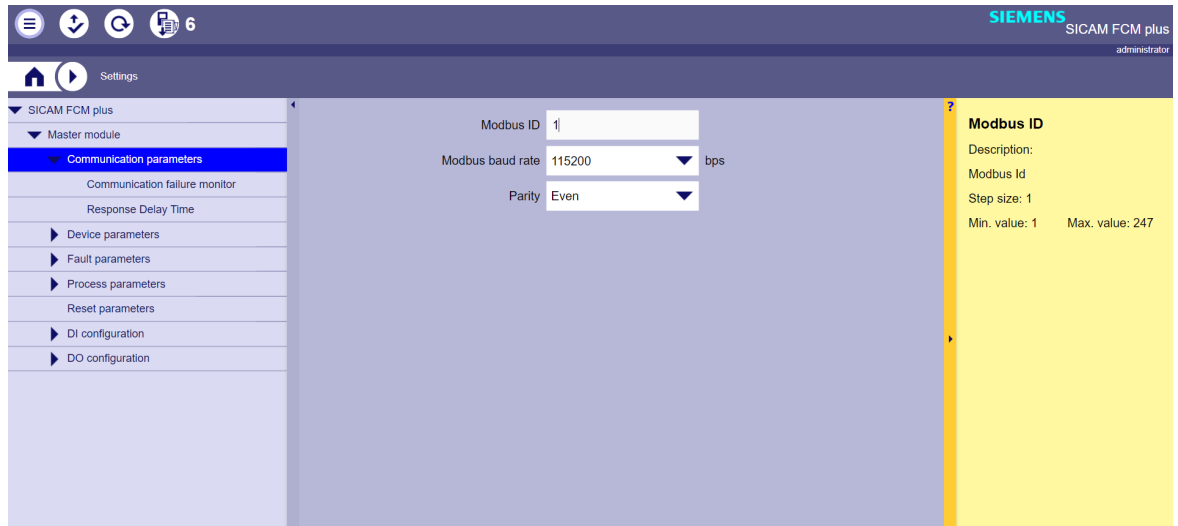 6
SIEMENS
SICAM FCM plus
administrator
Settings
SICAM FCM plus
Master module
Communication parameters
Communication failure monitor
Response Delay Time
Device parameters
Fault parameters
Process parameters
Reset parameters
DI configuration
DO configuration
Modbus ID 1
Modbus baud rate 115200 bps
Parity Even
?
Modbus ID
Description:
Modbus Id
Step size: 1
Min. value: 1 Max. value: 247